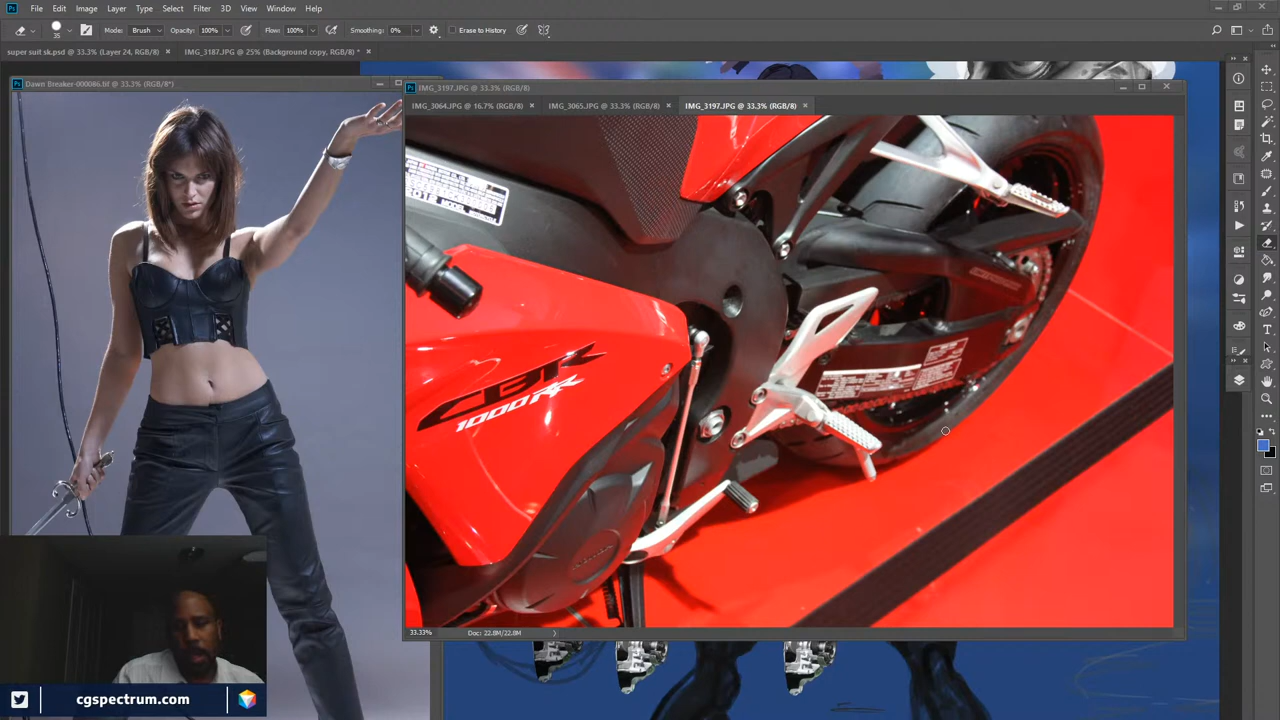 Ps File Edit Image Layer Type Select Filter 3D View Window Help
35 Mode: Brush Opacity: 100% Flow: 100% Smoothing: 0% Erase to History
super suit sk.psd @ 33.3% (Layer 24, RGB/8) × IMG_3187.JPG @ 25% (Background copy, RGB/8) * ×
Dawn Breaker-000086.tif @ 33.3% (RGB/8*)
IMG_3197.JPG @ 33.3% (RGB/8)
IMG_3064.JPG @ 16.7% (RGB/8) × IMG_3065.JPG @ 33.3% (RGB/8) × IMG_3197.JPG @ 33.3% (RGB/8) ×
MODEL
CBR
1000RR
HONDA
33.33% Doc: 22.8M/22.8M
cgspectrum.com